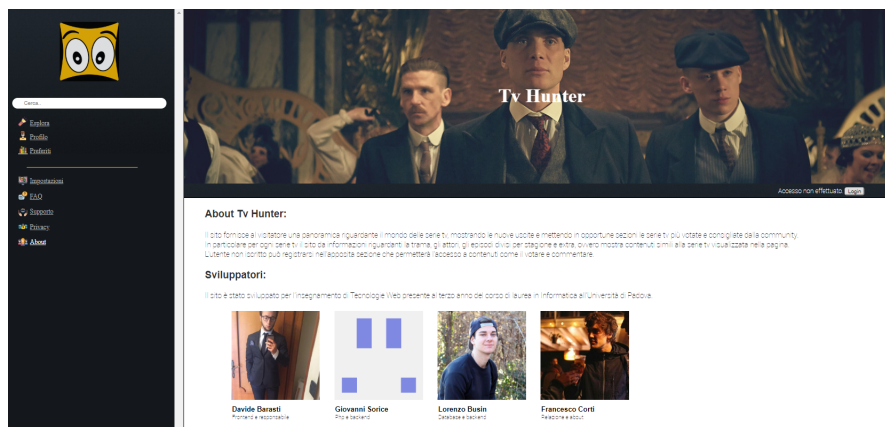 Cerca..
Esplora
Profilo
Preferiti
Impostazioni
FAQ
Supporto
Privacy
About
Tv Hunter
Accesso non effettuato. Login
About Tv Hunter:
Il sito fornisce al visitatore una panoramica riguardante il mondo delle serie tv, mostrando le nuove uscite e mettendo in opportune sezioni le serie tv più votate e consigliate dalla community.
In particolare per ogni serie tv il sito da informazioni riguardanti la trama, gli attori, gli episodi divisi per stagione e extra, ovvero mostra contenuti simili alla serie tv visualizzata nella pagina.
L'utente non iscritto può registrarsi nell'apposita sezione che permetterà l'accesso a contenuti come il votare e commentare.
Sviluppatori:
Il sito è stato sviluppato per l'insegnamento di Tecnologie Web presente al terzo anno del corso di laurea in Informatica all'Università di Padova.
Davide Barasti
Frontend e responsabile
Giovanni Sorice
Php e backend
Lorenzo Busin
Database e backend
Francesco Corti
Relazione e about